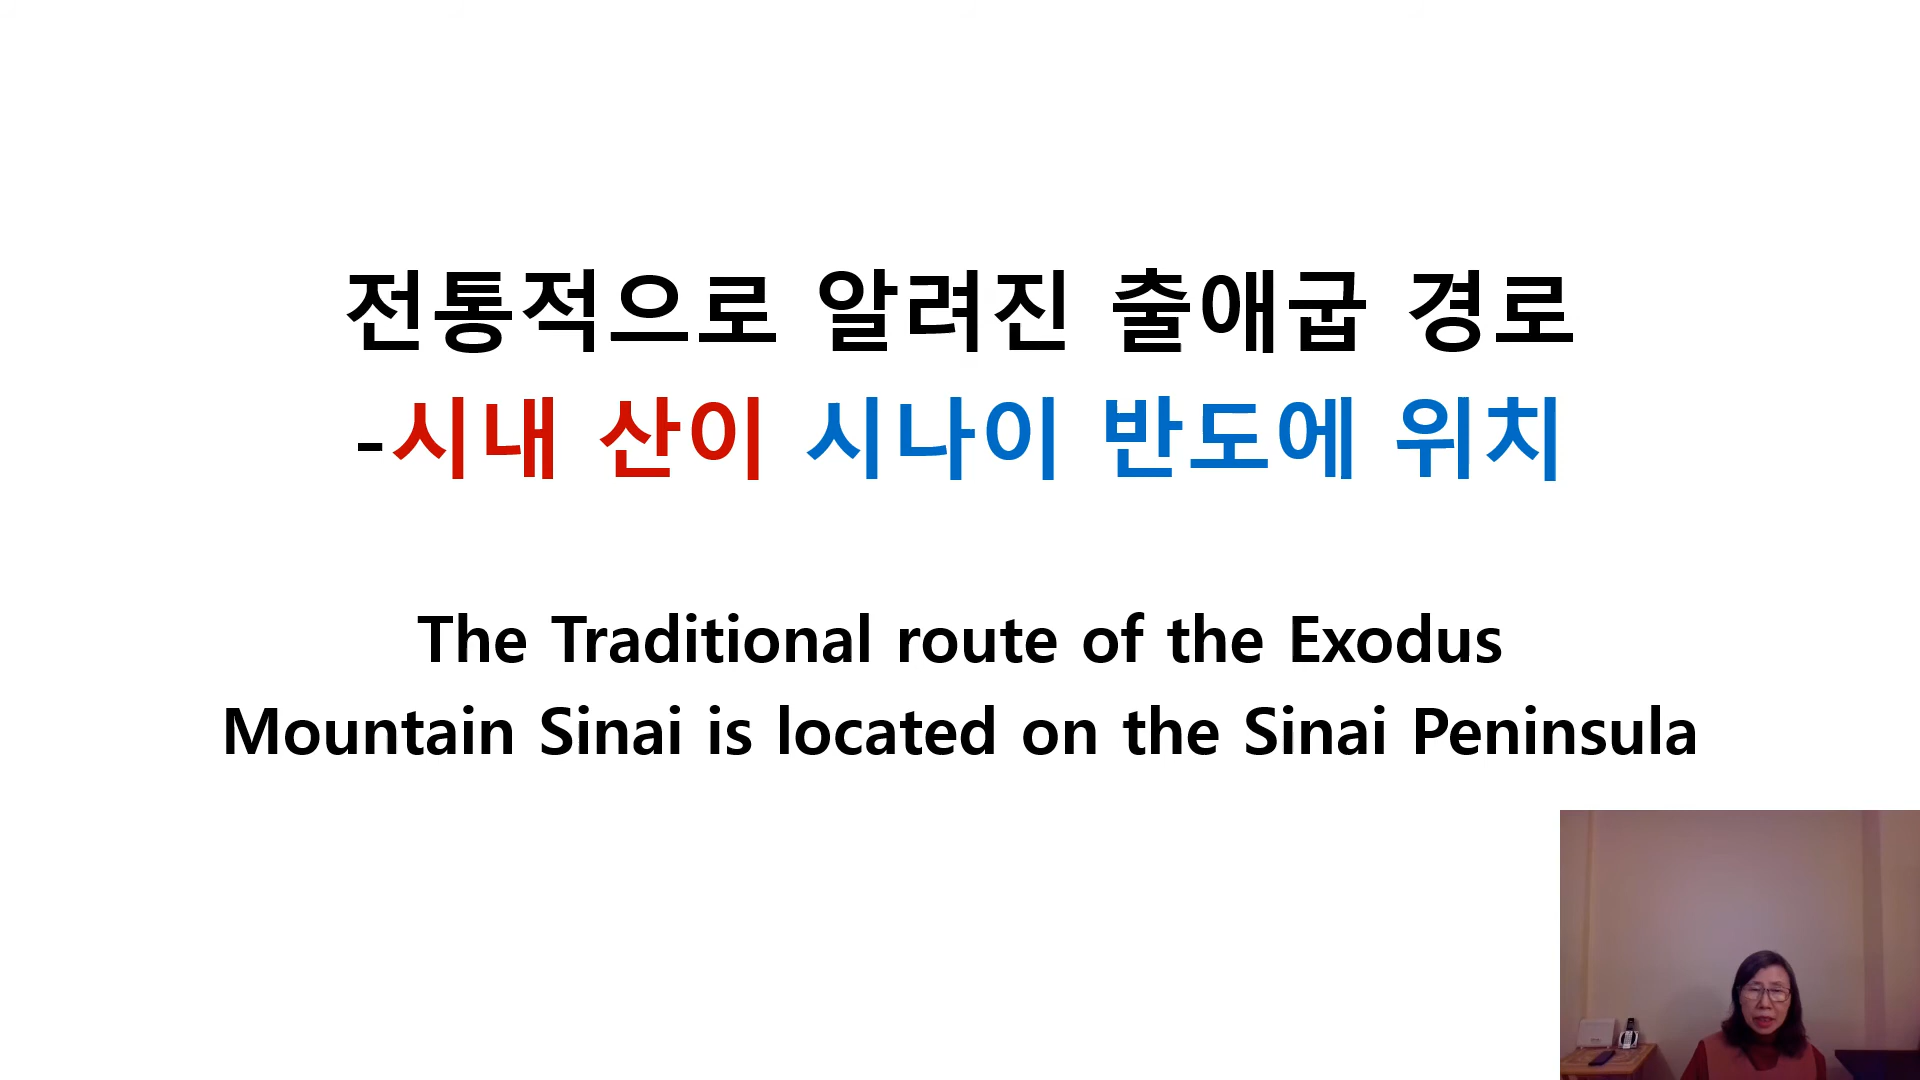 전통적으로 알려진 출애굽 경로
-시내 산이 시나이 반도에 위치
The Traditional route of the Exodus
Mountain Sinai is located on the Sinai Peninsula